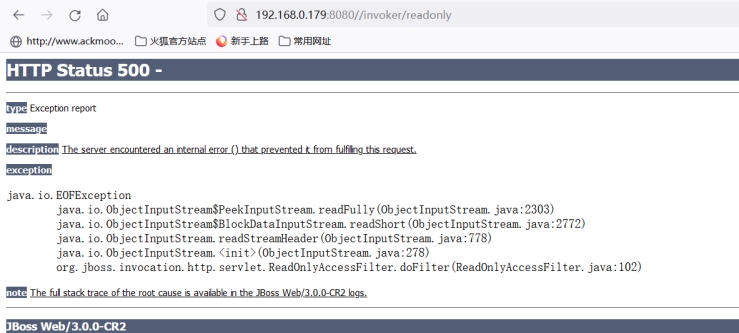 192.168.0.179:8080//invoker/readonly
http://www.ackmoo... 火狐官方站点 新手上路 常用网址
HTTP Status 500 -
type Exception report
message
description The server encountered an internal error () that prevented it from fulfilling this request.
exception
java.io.EOFException
java.io.ObjectInputStream$PeekInputStream.readFully(ObjectInputStream.java:2303)
java.io.ObjectInputStream$BlockDataInputStream.readShort(ObjectInputStream.java:2772)
java.io.ObjectInputStream.readStreamHeader(ObjectInputStream.java:778)
java.io.ObjectInputStream.<init>(ObjectInputStream.java:278)
org.jboss.invocation.http.servlet.ReadOnlyAccessFilter.doFilter(ReadOnlyAccessFilter.java:102)
note The full stack trace of the root cause is available in the JBoss Web/3.0.0-CR2 logs.
JBoss Web/3.0.0-CR2